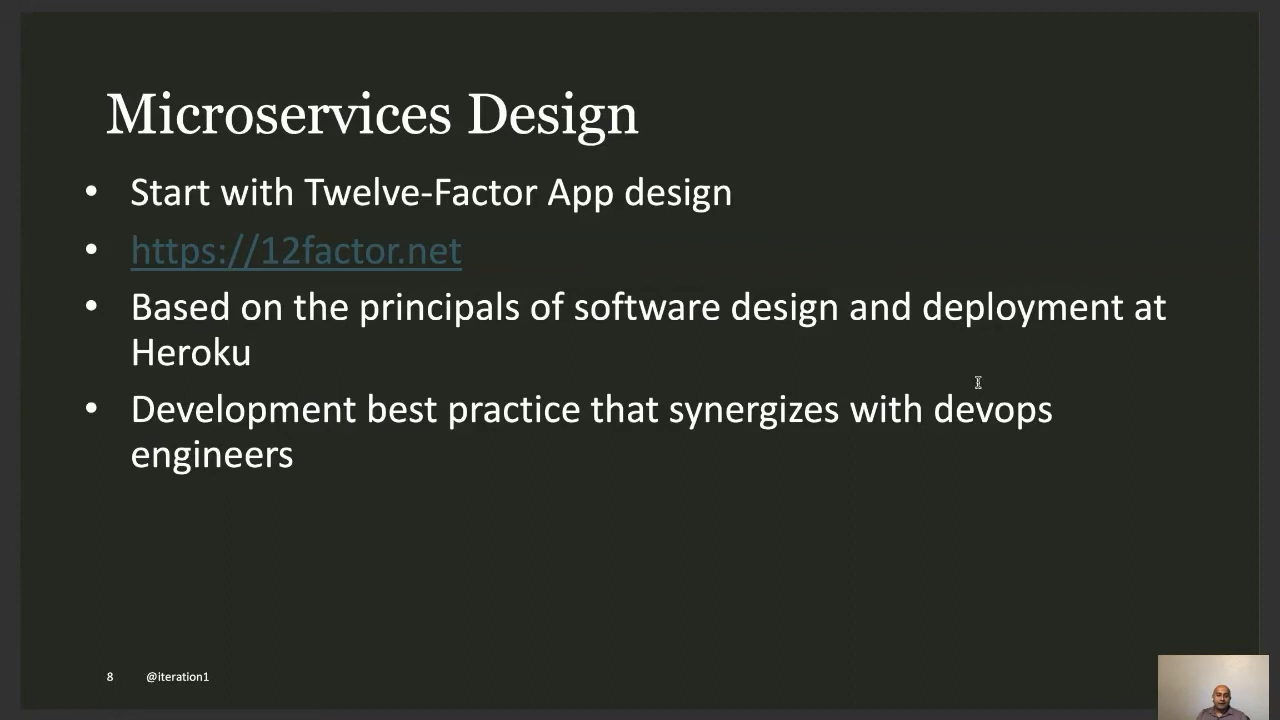 Microservices Design
• Start with Twelve-Factor App design
• https://12factor.net
• Based on the principals of software design and deployment at
Heroku
• Development best practice that synergizes with devops
engineers
8 @iteration1